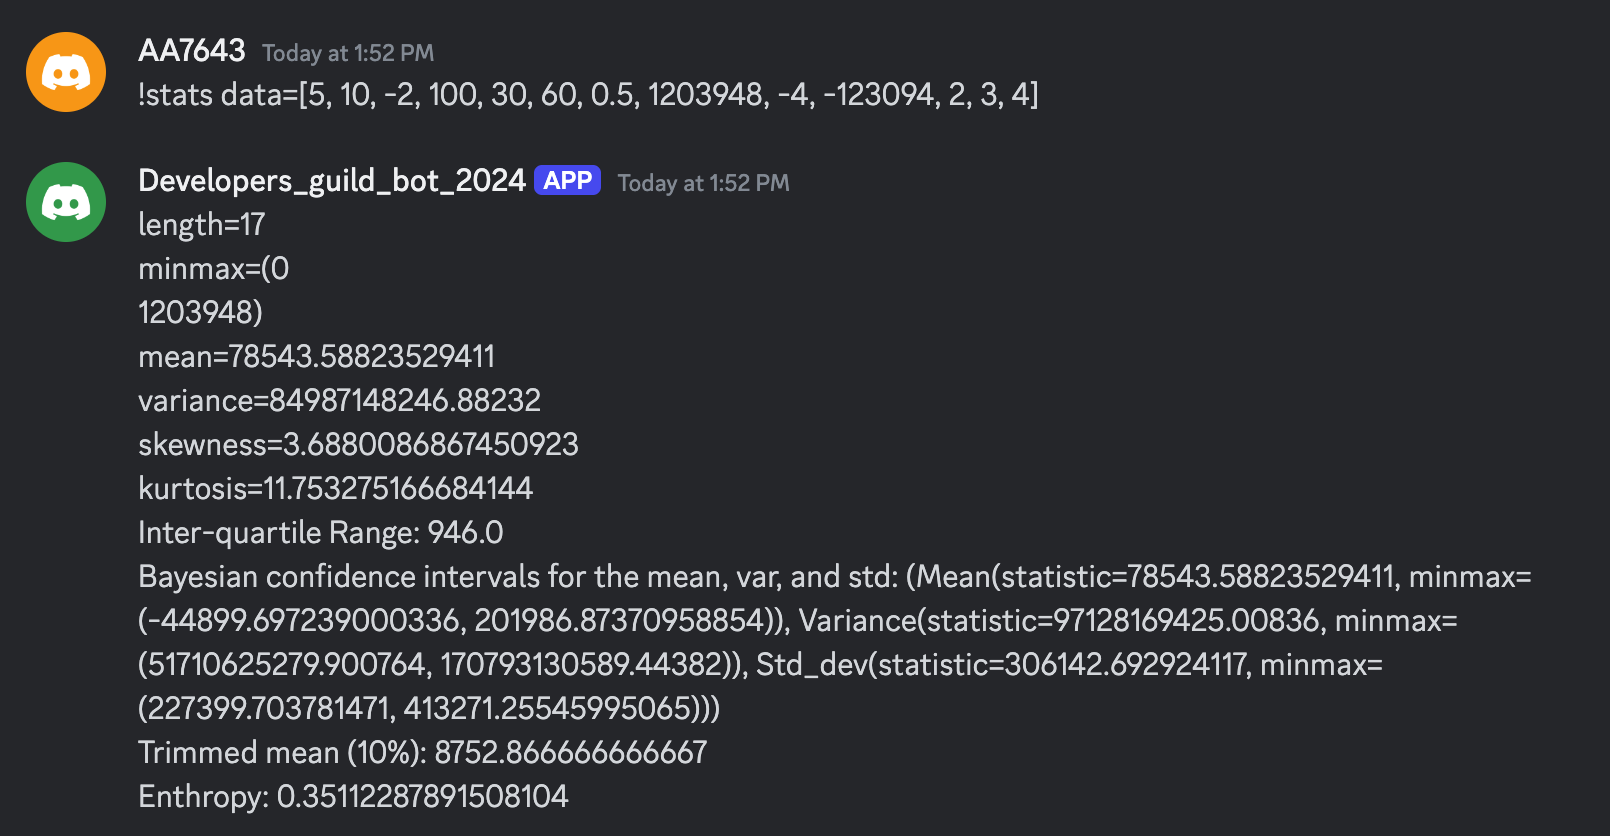 AA7643 Today at 1:52 PM
!stats data=[5, 10, -2, 100, 30, 60, 0.5, 1203948, -4, -123094, 2, 3, 4]
Developers_guild_bot_2024 APP Today at 1:52 PM
length=17
minmax=(0
1203948)
mean=78543.58823529411
variance=84987148246.88232
skewness=3.6880086867450923
kurtosis=11.753275166684144
Inter-quartile Range: 946.0
Bayesian confidence intervals for the mean, var, and std: (Mean(statistic=78543.58823529411, minmax=
(-44899.697239000336, 201986.87370958854)), Variance(statistic=97128169425.00836, minmax=
(51710625279.900764, 170793130589.44382)), Std_dev(statistic=306142.692924117, minmax=
(227399.703781471, 413271.25545995065)))
Trimmed mean (10%): 8752.866666666667
Enthropy: 0.35112287891508104